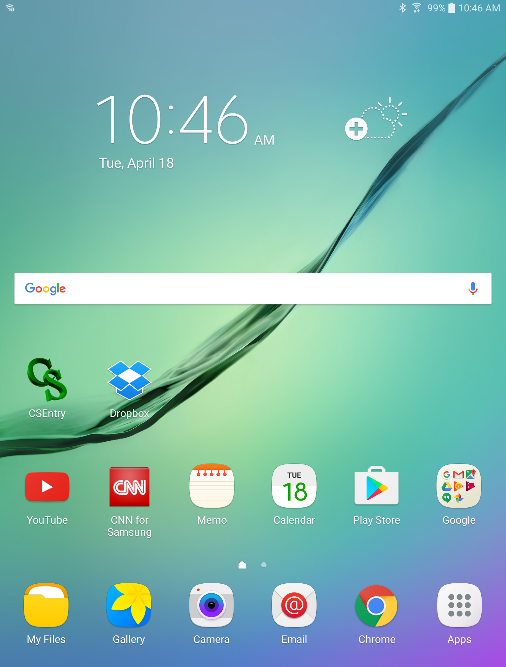 99% 10:46 AM
10:46 AM
Tue, April 18
Google
CSEntry
Dropbox
CNN
TUE
18
YouTube
CNN for
Samsung
Memo
Calendar
Play Store
Google
@
My Files
Gallery
Camera
Email
Chrome
Apps